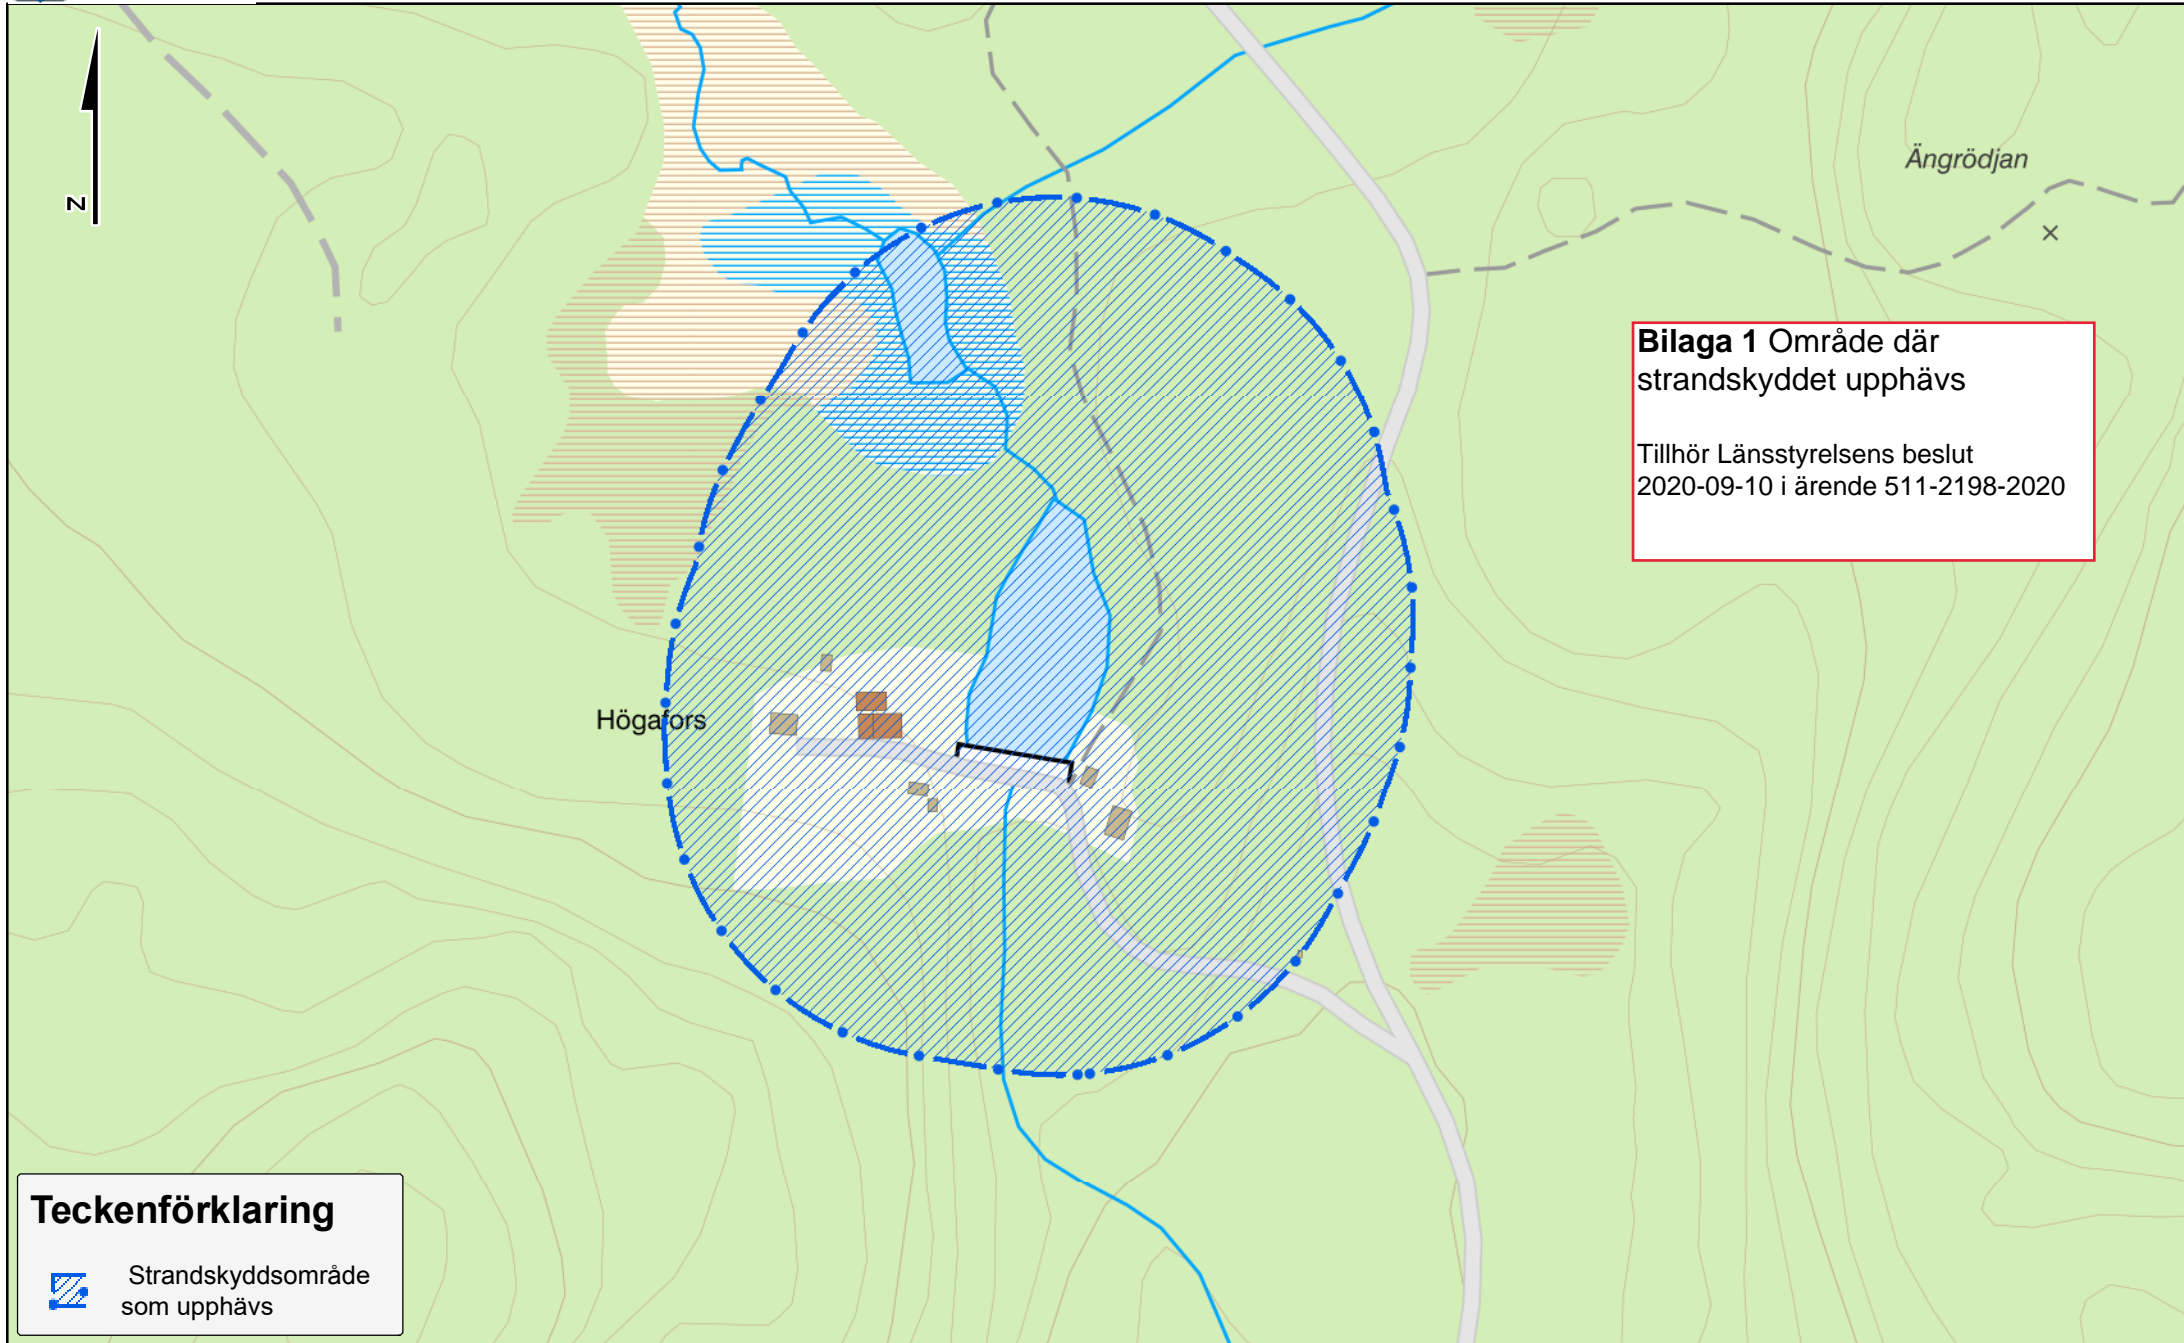 N
Ängrödjan
Bilaga 1 Område där
strandskyddet upphävs
Tillhör Länsstyrelsens beslut
2020-09-10 i ärende 511-2198-2020
Högafors
Teckenförklaring
Strandskyddsområde
som upphävs